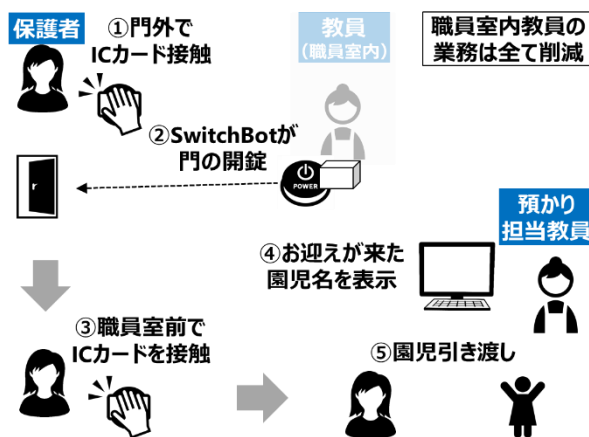 保護者
①門外で
ICカード接触
教員
（職員室内）
職員室内教員の
業務は全て削減
②SwitchBotが
門の開錠
POWER
預かり
担当教員
④お迎えが来た
園児名を表示
③職員室前で
ICカードを接触
⑤園児引き渡し